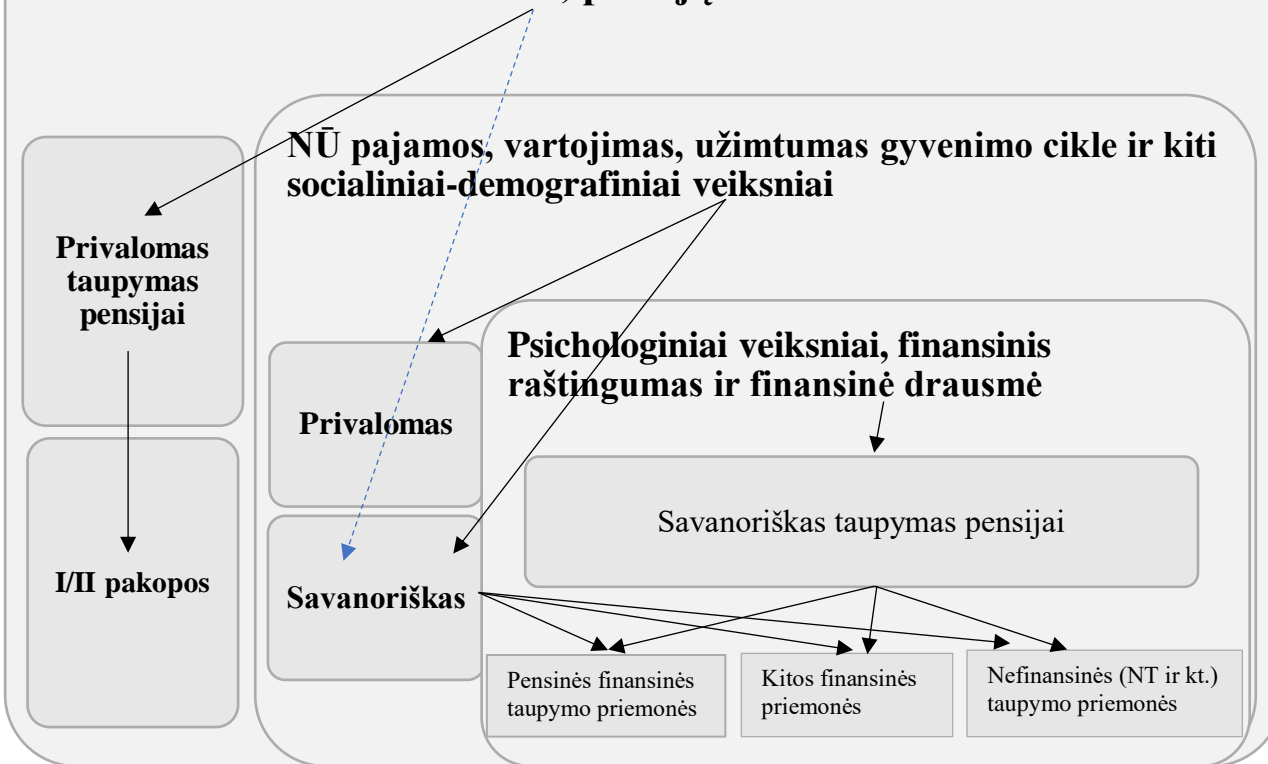 NŪ pajamos, vartojimas, užimtumas gyvenimo cikle ir kiti
socialiniai-demografiniai veiksniai
Privalomas
taupymas
pensijai
Psichologiniai veiksniai, finansinis
raštingumas ir finansinė drausmė
Privalomas
Savanoriškas taupymas pensijai
I/II pakopos
Savanoriškas
Pensinės finansinės
taupymo priemonės
Kitos finansinės
priemonės
Nefinansinės (NT ir kt.)
taupymo priemonės